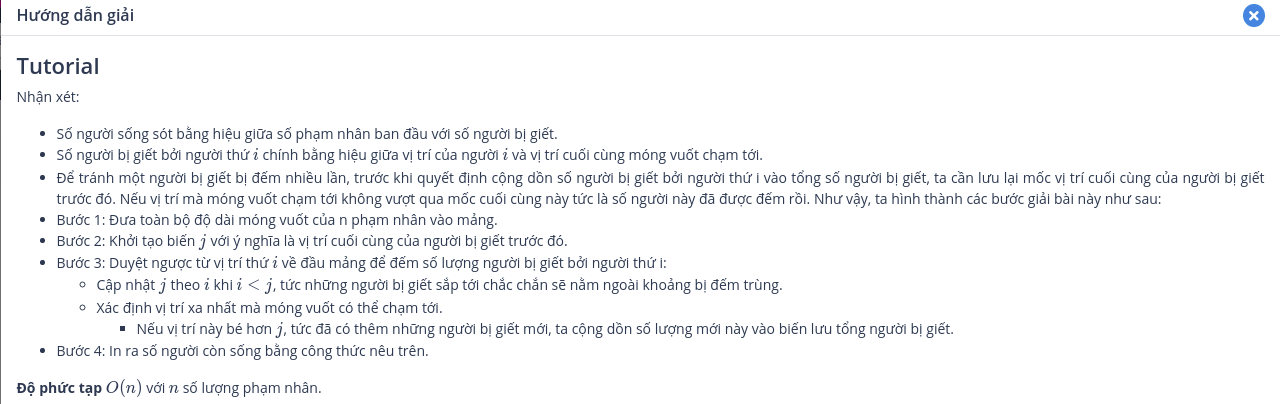 Hướng dẫn giải
Tutorial
Nhận xét:
• Số người sống sót bằng hiệu giữa số phạm nhân ban đầu với số người bị giết.
• Số người bị giết bởi người thứ i chính bằng hiệu giữa vị trí của người i và vị trí cuối cùng móng vuốt chạm tới.
• Để tránh một người bị giết bị đếm nhiều lần, trước khi quyết định cộng dồn số người bị giết bởi người thứ i vào tổng số người bị giết, ta cần lưu lại mốc vị trí cuối cùng của người bị giết
trước đó. Nếu vị trí mà móng vuốt chạm tới không vượt qua mốc cuối cùng này tức là số người này đã được đếm rồi. Như vậy, ta hình thành các bước giải bài này như sau:
• Bước 1: Đưa toàn bộ độ dài móng vuốt của n phạm nhân vào mảng.
• Bước 2: Khởi tạo biến j với ý nghĩa là vị trí cuối cùng của người bị giết trước đó.
• Bước 3: Duyệt ngược từ vị trí thứ i về đầu mảng để đếm số lượng người bị giết bởi người thứ i:
◦ Cập nhật j theo i khi i < j, tức những người bị giết sắp tới chắc chắn sẽ nằm ngoài khoảng bị đếm trùng.
◦ Xác định vị trí xa nhất mà móng vuốt có thể chạm tới.
▪ Nếu vị trí này bé hơn j, tức đã có thêm những người bị giết mới, ta cộng dồn số lượng mới này vào biến lưu tổng người bị giết.
• Bước 4: In ra số người còn sống bằng công thức nêu trên.
Độ phức tạp O(n) với n số lượng phạm nhân.